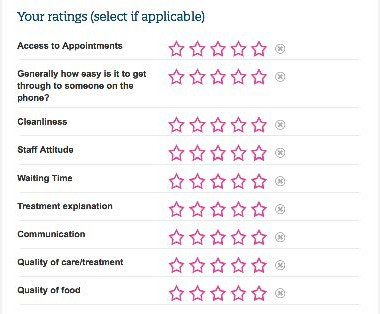 Your ratings (select if applicable)
Access to Appointments
Generally how easy is it to get
through to someone on the
phone?
Cleanliness
Staff Attitude
Waiting Time
Treatment explanation
Communication
Quality of care/treatment
Quality of food